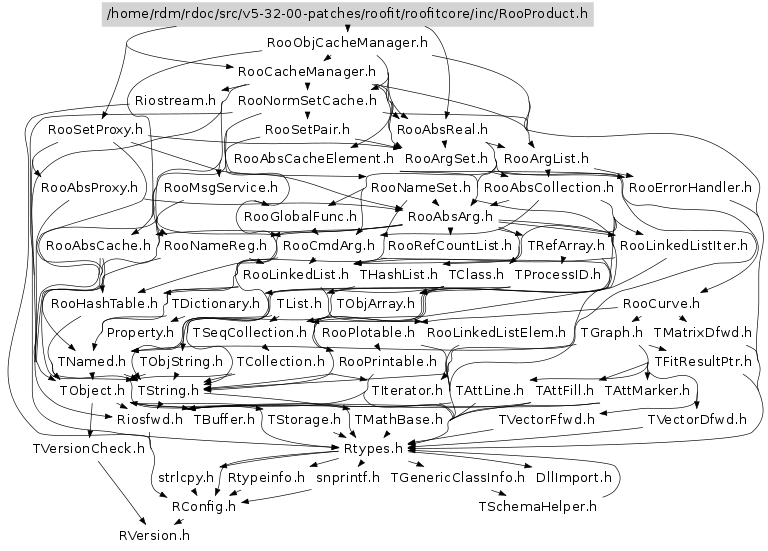 /home/rdm/rdoc/src/v5-32-00-patches/roofit/roofitcore/inc/RooProduct.h
RooObjCacheManager.h
RooCacheManager.h
Riostream.h RooNormSetCache.h
RooSetProxy.h RooSetPair.h RooAbsReal.h
RooAbsCacheElement.h RooArgSet.h RooArgList.h
RooAbsProxy.h RooMsgService.h RooNameSet.h RooAbsCollection.h RooErrorHandler.h
RooGlobalFunc.h RooAbsArg.h
RooAbsCache.h RooNameReg.h RooCmdArg.h RooRefCountList.h TRefArray.h RooLinkedListIter.h
RooLinkedList.h THashList.h TClass.h TProcessID.h
RooHashTable.h TDictionary.h TList.h TObjArray.h RooCurve.h
Property.h TSeqCollection.h RooPlotable.h RooLinkedListElem.h TGraph.h TMatrixDfwd.h
TNamed.h TObjString.h TCollection.h RooPrintable.h TFitResultPtr.h
TObject.h TString.h TIterator.h TAttLine.h TAttFill.h TAttMarker.h
Riosfwd.h TBuffer.h TStorage.h TMathBase.h TVectorFfwd.h TVectorDfwd.h
TVersionCheck.h Rtypes.h
strlcpy.h Rtypeinfo.h snprintf.h TGenericClassInfo.h DllImport.h
RConfig.h TSchemaHelper.h
RVersion.h